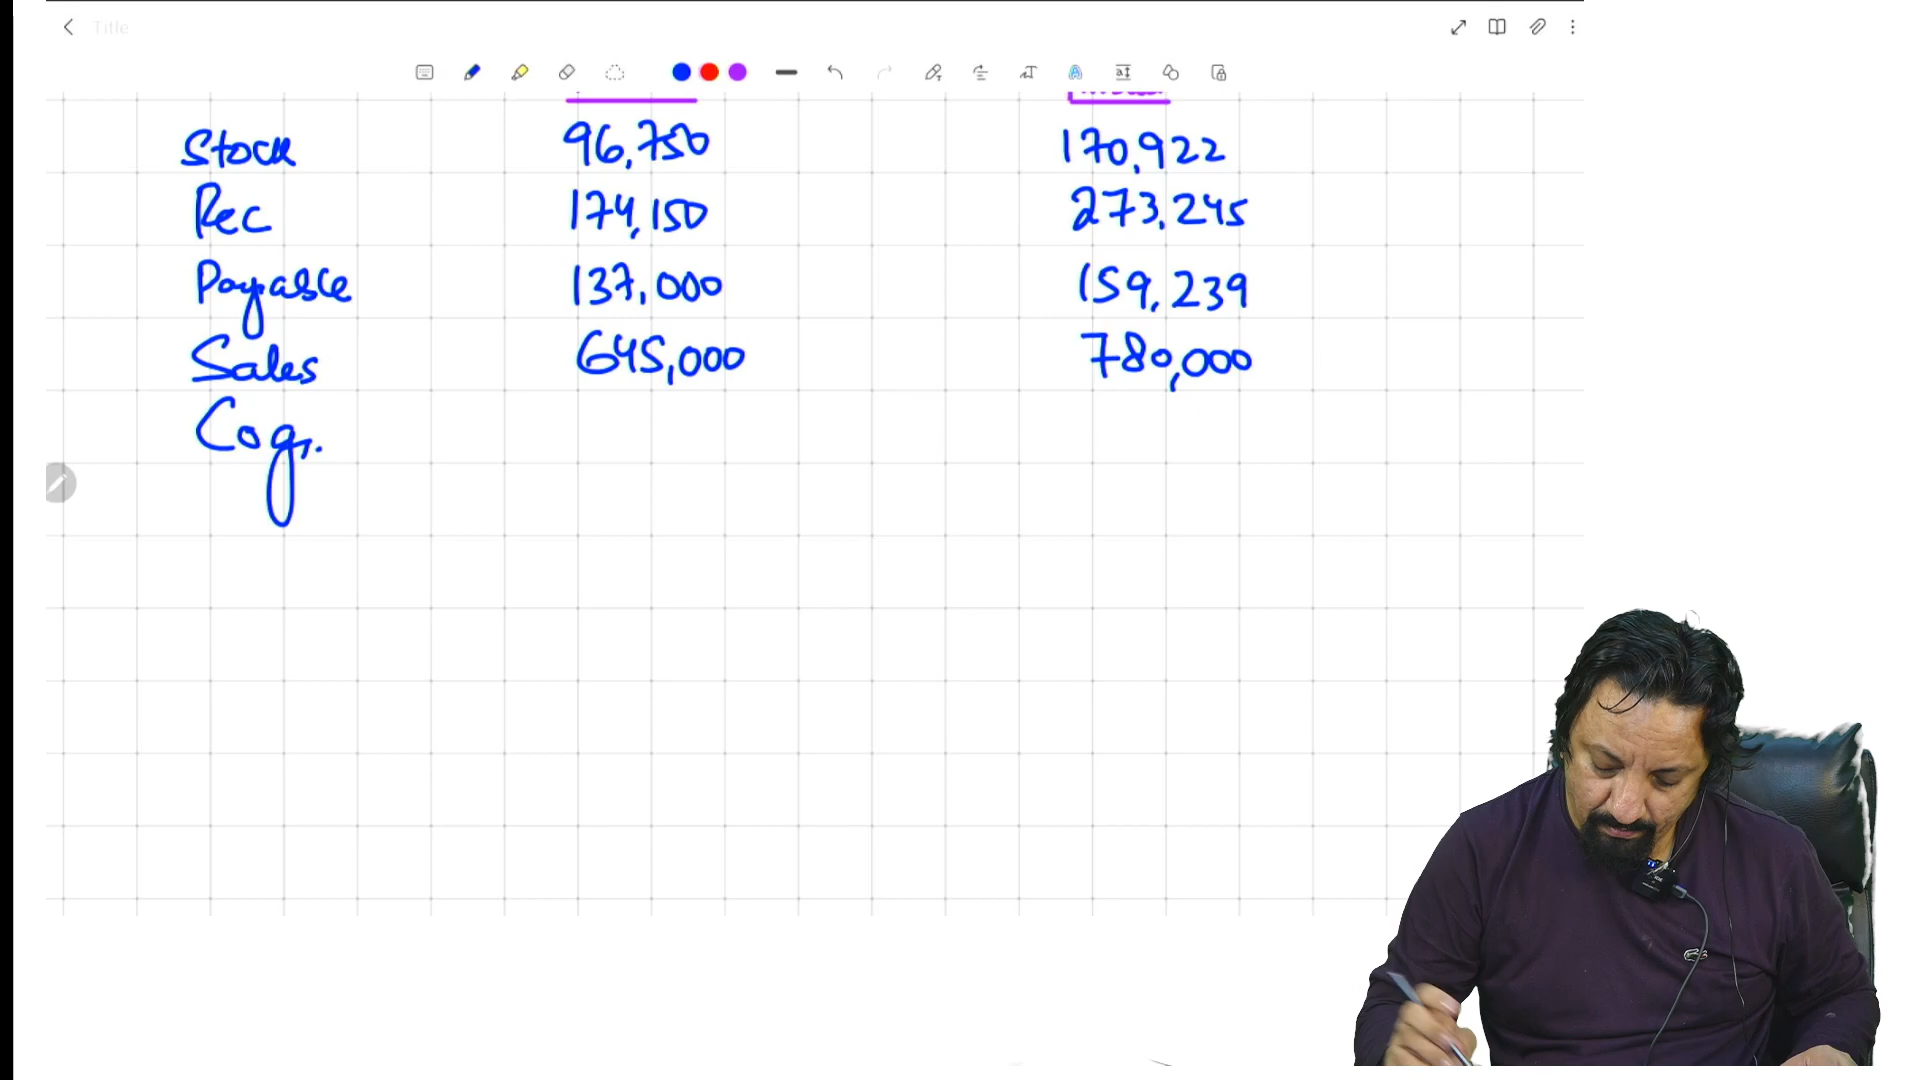 Title
Stock 96,750 170,922
Rec 174,150 273,245
Payable 137,000 159,239
Sales 645,000 780,000